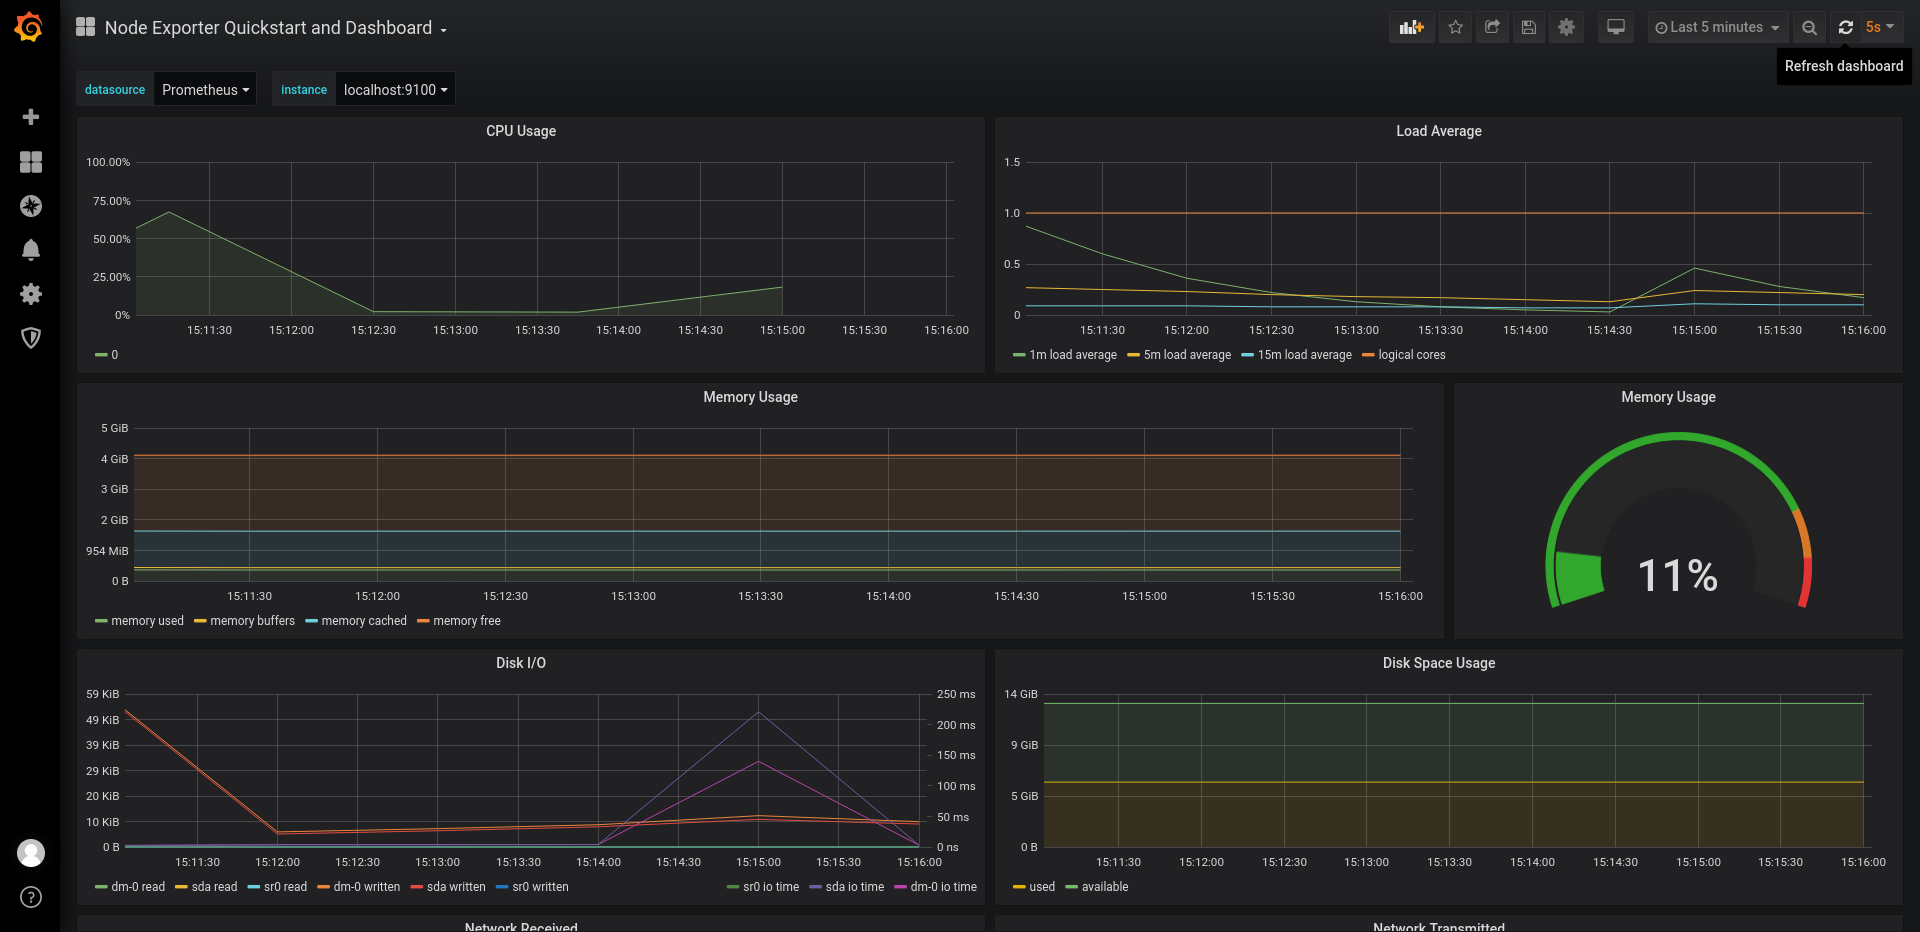 Node Exporter Quickstart and Dashboard
Last 5 minutes
5s
Refresh dashboard
datasource Prometheus instance localhost:9100
CPU Usage
100.00%
75.00%
50.00%
25.00%
0%
15:11:30 15:12:00 15:12:30 15:13:00 15:13:30 15:14:00 15:14:30 15:15:00 15:15:30 15:16:00
0
Load Average
1.5
1.0
0.5
0
15:11:30 15:12:00 15:12:30 15:13:00 15:13:30 15:14:00 15:14:30 15:15:00 15:15:30 15:16:00
1m load average 5m load average 15m load average logical cores
Memory Usage
5 GiB
4 GiB
3 GiB
2 GiB
954 MiB
0 B
15:11:30 15:12:00 15:12:30 15:13:00 15:13:30 15:14:00 15:14:30 15:15:00 15:15:30 15:16:00
memory used memory buffers memory cached memory free
Memory Usage
11%
Disk I/O
59 KiB
49 KiB
39 KiB
29 KiB
20 KiB
10 KiB
0 B
250 ms
200 ms
150 ms
100 ms
50 ms
0 ns
15:11:30 15:12:00 15:12:30 15:13:00 15:13:30 15:14:00 15:14:30 15:15:00 15:15:30 15:16:00
dm-0 read sda read sr0 read dm-0 written sda written sr0 written sr0 io time sda io time dm-0 io time
Disk Space Usage
14 GiB
9 GiB
5 GiB
0 B
15:11:30 15:12:00 15:12:30 15:13:00 15:13:30 15:14:00 15:14:30 15:15:00 15:15:30 15:16:00
used available
Network Received
Network Transmitted